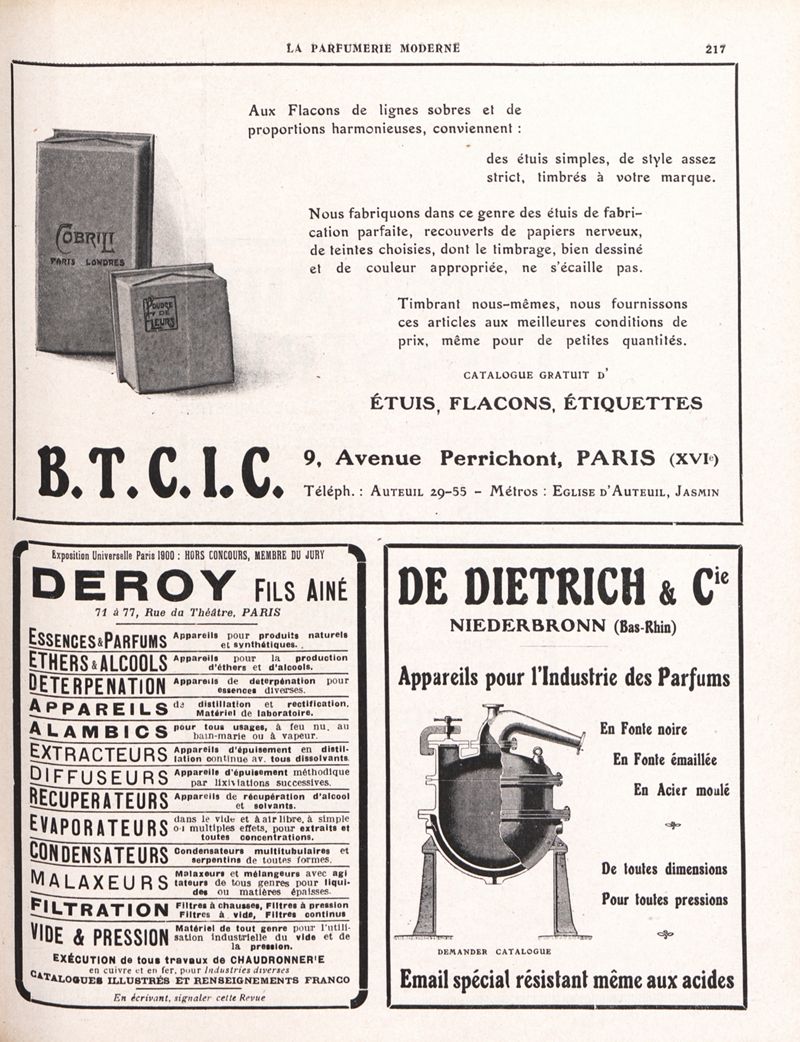 LA PARFUMERIE MODERNE
217
Aux Flacons de lignes sobres et de
proportions harmonieuses, conviennent :
des étuis simples, de style assez
strict, timbrés à votre marque.
Nous fabriquons dans ce genre des étuis de fabri-
cation parfaite, recouverts de papiers nerveux,
de teintes choisies, dont le timbrage, bien dessiné
et de couleur appropriée, ne s'écaille pas.
Timbrant nous-mêmes, nous fournissons
ces articles aux meilleures conditions de
prix, même pour de petites quantités.
COBRILI
PARIS LONDRES
POUDRE
DE
FLEURS
CATALOGUE GRATUIT D'
ÉTUIS, FLACONS, ÉTIQUETTES
B.T.C.I.C.
9, Avenue Perrichont, PARIS (XVIe)
Téléph. : AUTEUIL 29-55 - Métros : EGLISE D'AUTEUIL, JASMIN
Exposition Universelle Paris 1900 : HORS CONCOURS, MEMBRE DU JURY
DEROY FILS AINÉ
71 à 77, Rue du Théâtre, PARIS
ESSENCES & PARFUMS Appareils pour produits naturels
et synthétiques. .
ETHERS & ALCOOLS Appareils pour la production
d'éthers et d'alcools.
DETERPENATION Appareils de deterpénation pour
essences diverses.
APPAREILS de distillation et rectification.
Matériel de laboratoire.
ALAMBICS pour tous usages, à feu nu, au
bain-marie ou à vapeur.
EXTRACTEURS Appareils d'épuisement en distil-
lation continue av. tous dissolvants
DIFFUSEURS Appareils d'épuisement méthodique
par lixiviations successives.
RECUPERATEURS Appareils de récupération d'alcool
et solvants.
EVAPORATEURS dans le vide et à air libre, à simple
ou multiples effets, pour extraits et
toutes concentrations.
CONDENSATEURS Condensateurs multitubulaires et
serpentins de toutes formes.
MALAXEURS Malaxeurs et mélangeurs avec agi
tateurs de tous genres pour liqui-
des ou matières épaisses.
FILTRATION Filtres à chausses, Filtres à pression
Filtres à vide, Filtres continus
VIDE & PRESSION Matériel de tout genre pour l'utili-
sation industrielle du vide et de
la pression.
EXÉCUTION de tous travaux de CHAUDRONNERIE
en cuivre et en fer, pour Industries diverses
CATALOGUES ILLUSTRÉS ET RENSEIGNEMENTS FRANCO
En écrivant, signaler cette Revue
DE DIETRICH & Cie
NIEDERBRONN (Bas-Rhin)
Appareils pour l'Industrie des Parfums
En Fonte noire
En Fonte émaillée
En Acier moulé
De toutes dimensions
Pour toutes pressions
DEMANDER CATALOGUE
Email spécial résistant même aux acides